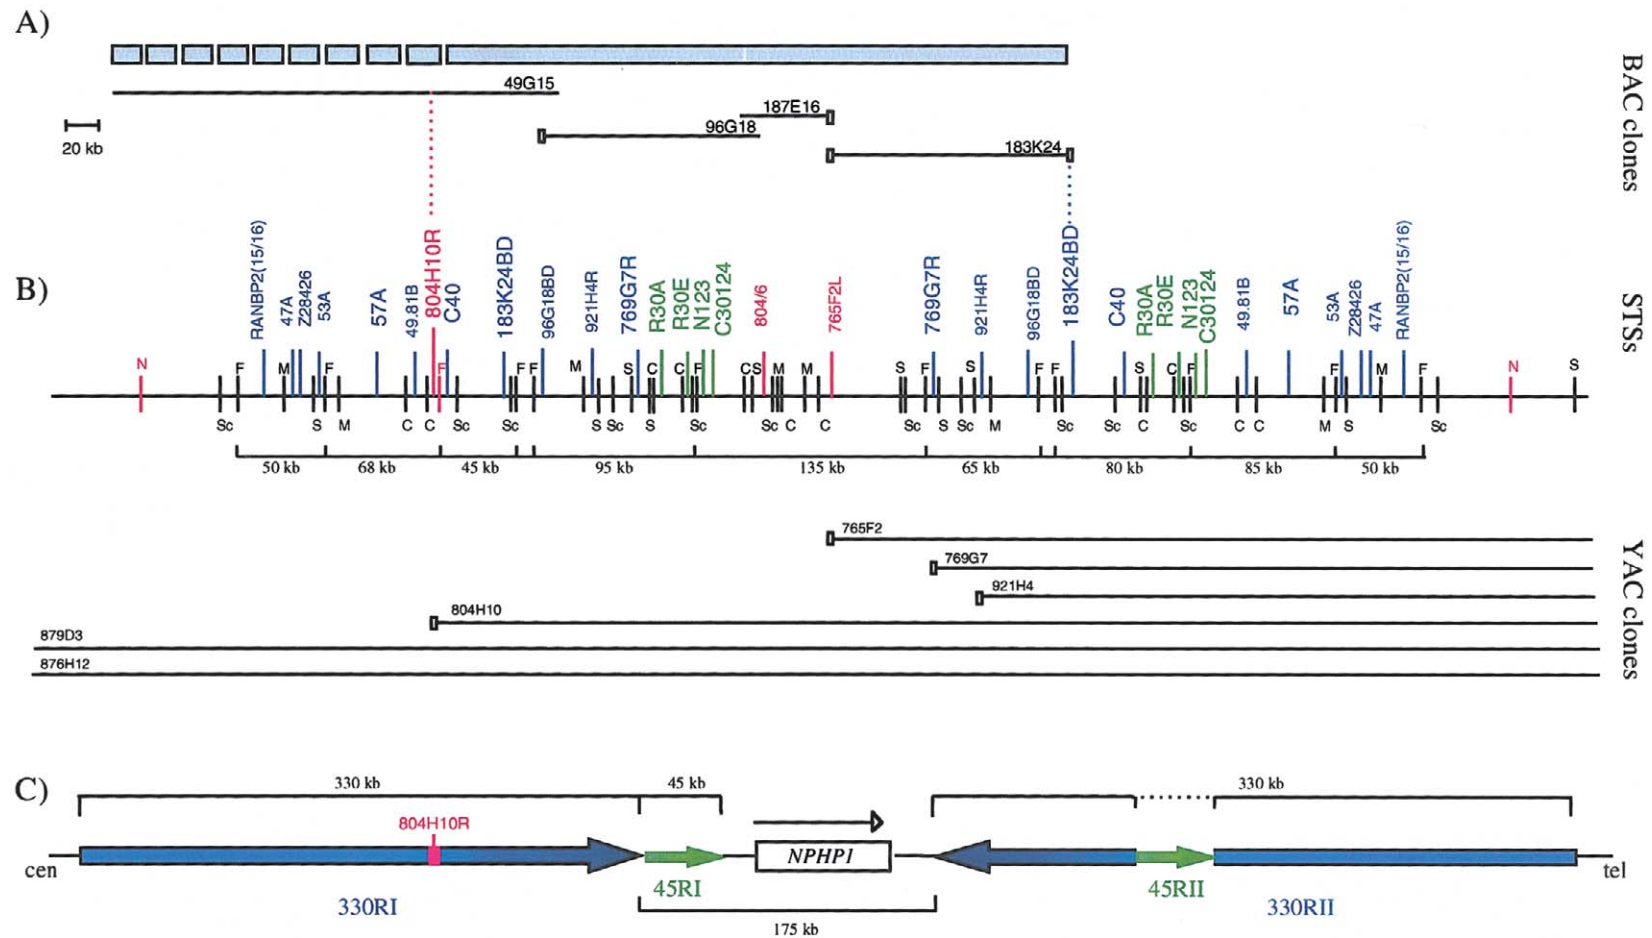 A)
49G15
187E16
96G18
183K24
20 kb
BAC clones
B)
RANBP2(15/16)
47A
Z28426
53A
57A
49.81B
804H10R
C40
183K24BD
96G18BD
921H4R
769G7R
R30A
R30E
N123
C30124
804/6
765F2L
769G7R
921H4R
96G18BD
183K24BD
C40
R30A
R30E
N123
C30124
49.81B
57A
53A
Z28426
47A
RANBP2(15/16)
STSs
N F M F F F F M S C C F C S M M S F S F F S C F F M F N S
Sc S M C C Sc Sc S Sc S Sc Sc C C Sc S Sc M Sc Sc C Sc C C M S Sc
50 kb 68 kb 45 kb 95 kb 135 kb 65 kb 80 kb 85 kb 50 kb
765F2
769G7
921H4
804H10
879D3
876H12
YAC clones
C)
330 kb 45 kb 330 kb
804H10R
cen NPHP1 tel
45RI 45RII
330RI 330RII
175 kb